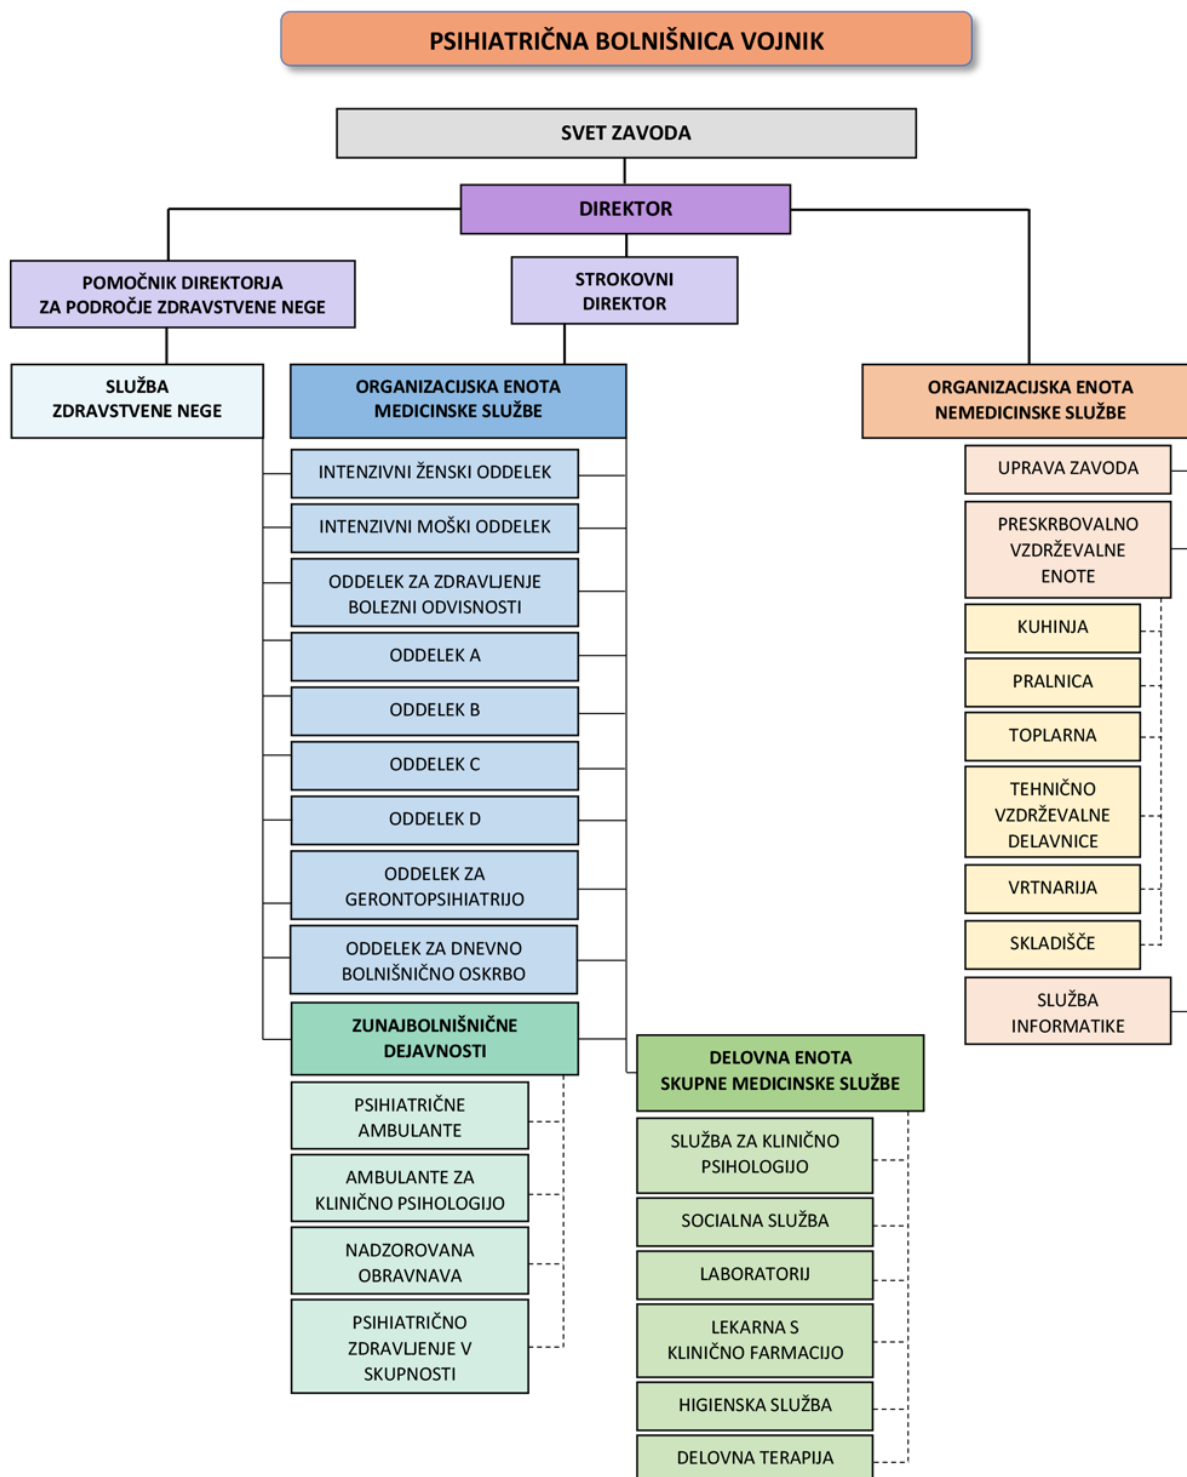 PSIHIATRIČNA BOLNIŠNICA VOJNIK
SVET ZAVODA
DIREKTOR
POMOČNIK DIREKTORJA
ZA PODROČJE ZDRAVSTVENE NEGE
STROKOVNI
DIREKTOR
SLUŽBA
ZDRAVSTVENE NEGE
ORGANIZACIJSKA ENOTA
MEDICINSKE SLUŽBE
INTENZIVNI ŽENSKI ODDELEK
INTENZIVNI MOŠKI ODDELEK
ODDELEK ZA ZDRAVLJENJE
BOLEZNI ODVISNOSTI
ODDELEK A
ODDELEK B
ODDELEK C
ODDELEK D
ODDELEK ZA
GERONTOPSIHIATRIJO
ODDELEK ZA DNEVNO
BOLNIŠNIČNO OSKRBO
ZUNAJBOLNIŠNIČNE
DEJAVNOSTI
PSIHIATRIČNE
AMBULANTE
AMBULANTE ZA
KLINIČNO PSIHOLOGIJO
NADZOROVANA
OBRAVNAVA
PSIHIATRIČNO
ZDRAVLJENJE V
SKUPNOSTI
DELOVNA ENOTA
SKUPNE MEDICINSKE SLUŽBE
SLUŽBA ZA KLINIČNO
PSIHOLOGIJO
SOCIALNA SLUŽBA
LABORATORIJ
LEKARNA S
KLINIČNO FARMACIJO
HIGIENSKA SLUŽBA
DELOVNA TERAPIJA
ORGANIZACIJSKA ENOTA
NEMEDICINSKE SLUŽBE
UPRAVA ZAVODA
PRESKRBOVALNO
VZDRŽEVALNE
ENOTE
KUHINJA
PRALNICA
TOPLARNA
TEHNIČNO
VZDRŽEVALNE
DELAVNICE
VRTNARIJA
SKLADIŠČE
SLUŽBA
INFORMATIKE